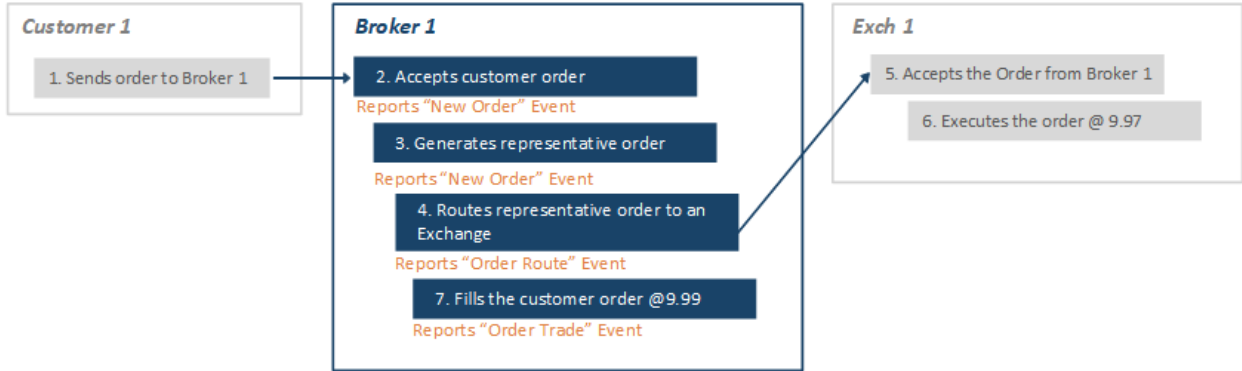 Customer 1
1. Sends order to Broker 1
Broker 1
2. Accepts customer order
Reports “New Order” Event
3. Generates representative order
Reports “New Order” Event
4. Routes representative order to an
Exchange
Reports “Order Route” Event
7. Fills the customer order @9.99
Reports “Order Trade” Event
Exch 1
5. Accepts the Order from Broker 1
6. Executes the order @ 9.97